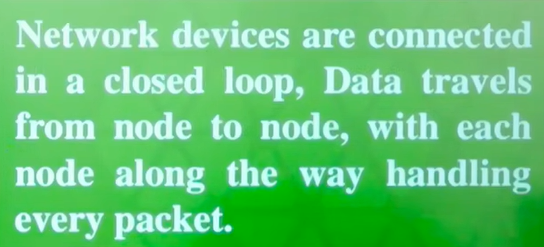 Network devices are connected
in a closed loop, Data travels
from node to node, with each
node along the way handling
every packet.